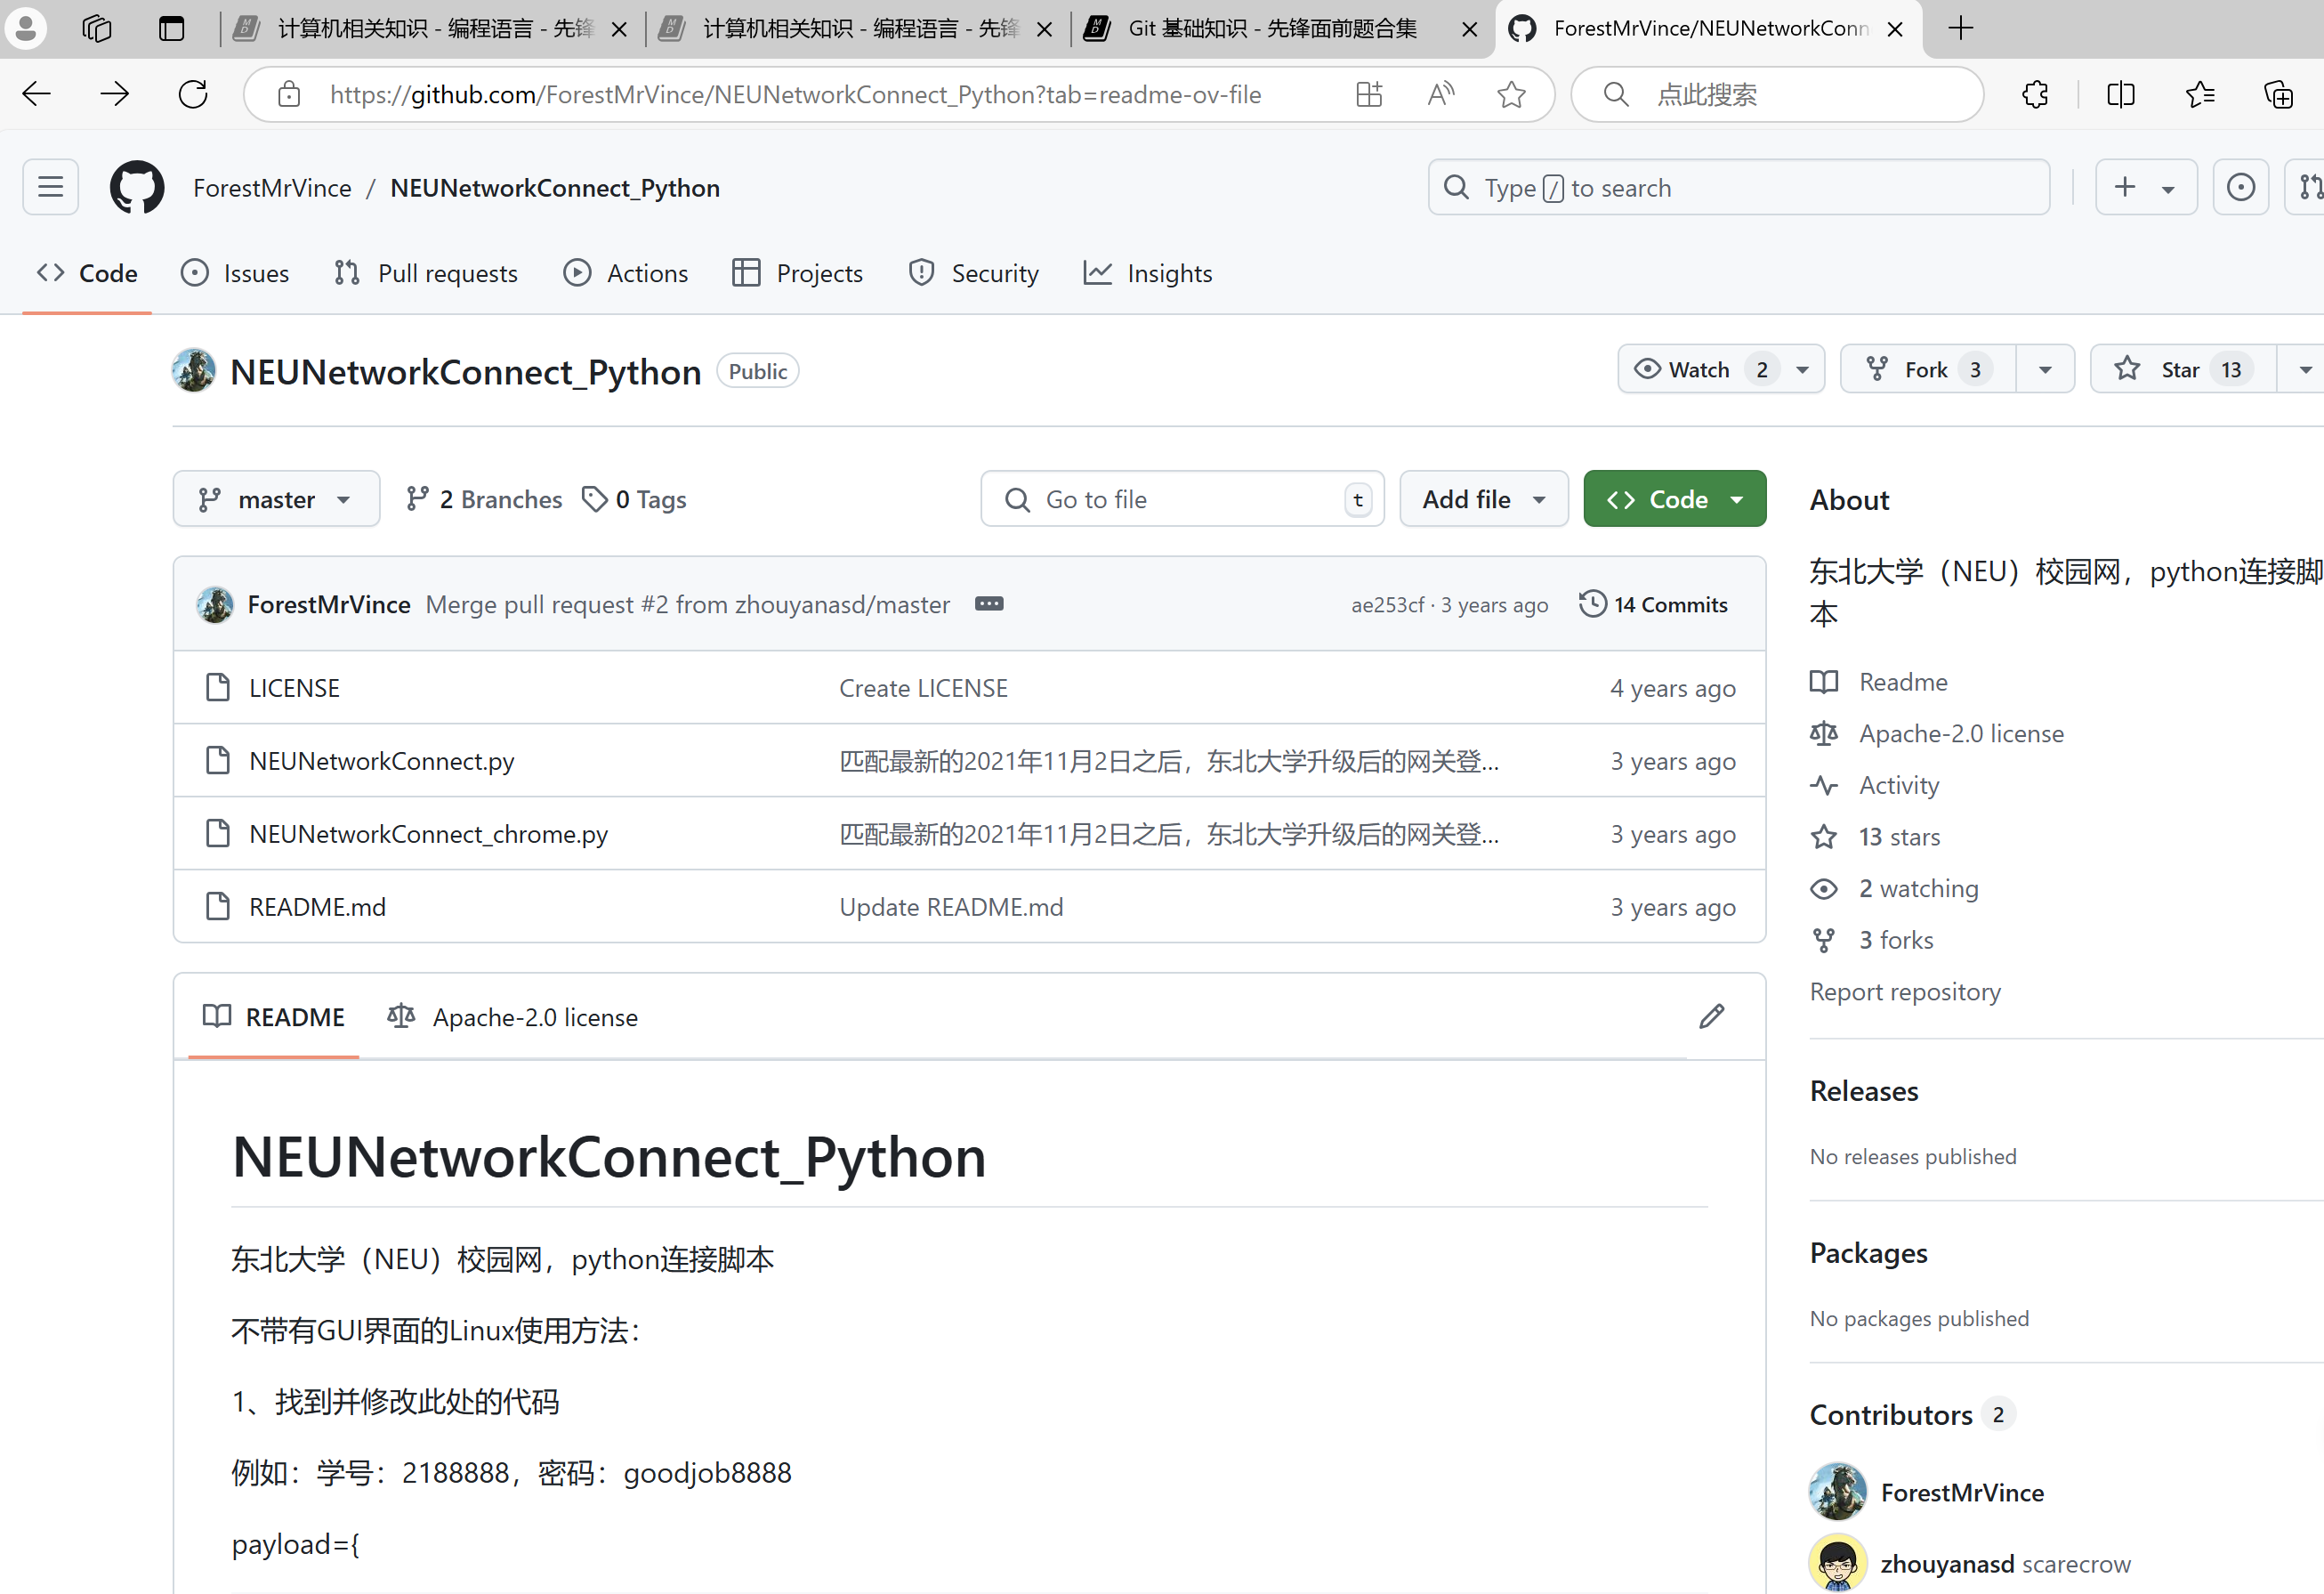 计算机相关知识 - 编程语言 - 先锋
计算机相关知识 - 编程语言 - 先锋
Git 基础知识 - 先锋面前题合集
ForestMrVince/NEUNetworkConn
https://github.com/ForestMrVince/NEUNetworkConnect_Python?tab=readme-ov-file
点此搜索
ForestMrVince / NEUNetworkConnect_Python
Type / to search
Code Issues Pull requests Actions Projects Security Insights
NEUNetworkConnect_Python Public
Watch 2 Fork 3 Star 13
master 2 Branches 0 Tags
Go to file t Add file Code
ForestMrVince Merge pull request #2 from zhouyanasd/master ae253cf · 3 years ago 14 Commits
LICENSE Create LICENSE 4 years ago
NEUNetworkConnect.py 匹配最新的2021年11月2日之后，东北大学升级后的网关登... 3 years ago
NEUNetworkConnect_chrome.py 匹配最新的2021年11月2日之后，东北大学升级后的网关登... 3 years ago
README.md Update README.md 3 years ago
README Apache-2.0 license
NEUNetworkConnect_Python
东北大学（NEU）校园网，python连接脚本
不带有GUI界面的Linux使用方法：
1、找到并修改此处的代码
例如：学号：2188888，密码：goodjob8888
payload={
About
东北大学（NEU）校园网，python连接脚
本
Readme
Apache-2.0 license
Activity
13 stars
2 watching
3 forks
Report repository
Releases
No releases published
Packages
No packages published
Contributors 2
ForestMrVince
zhouyanasd scarecrow